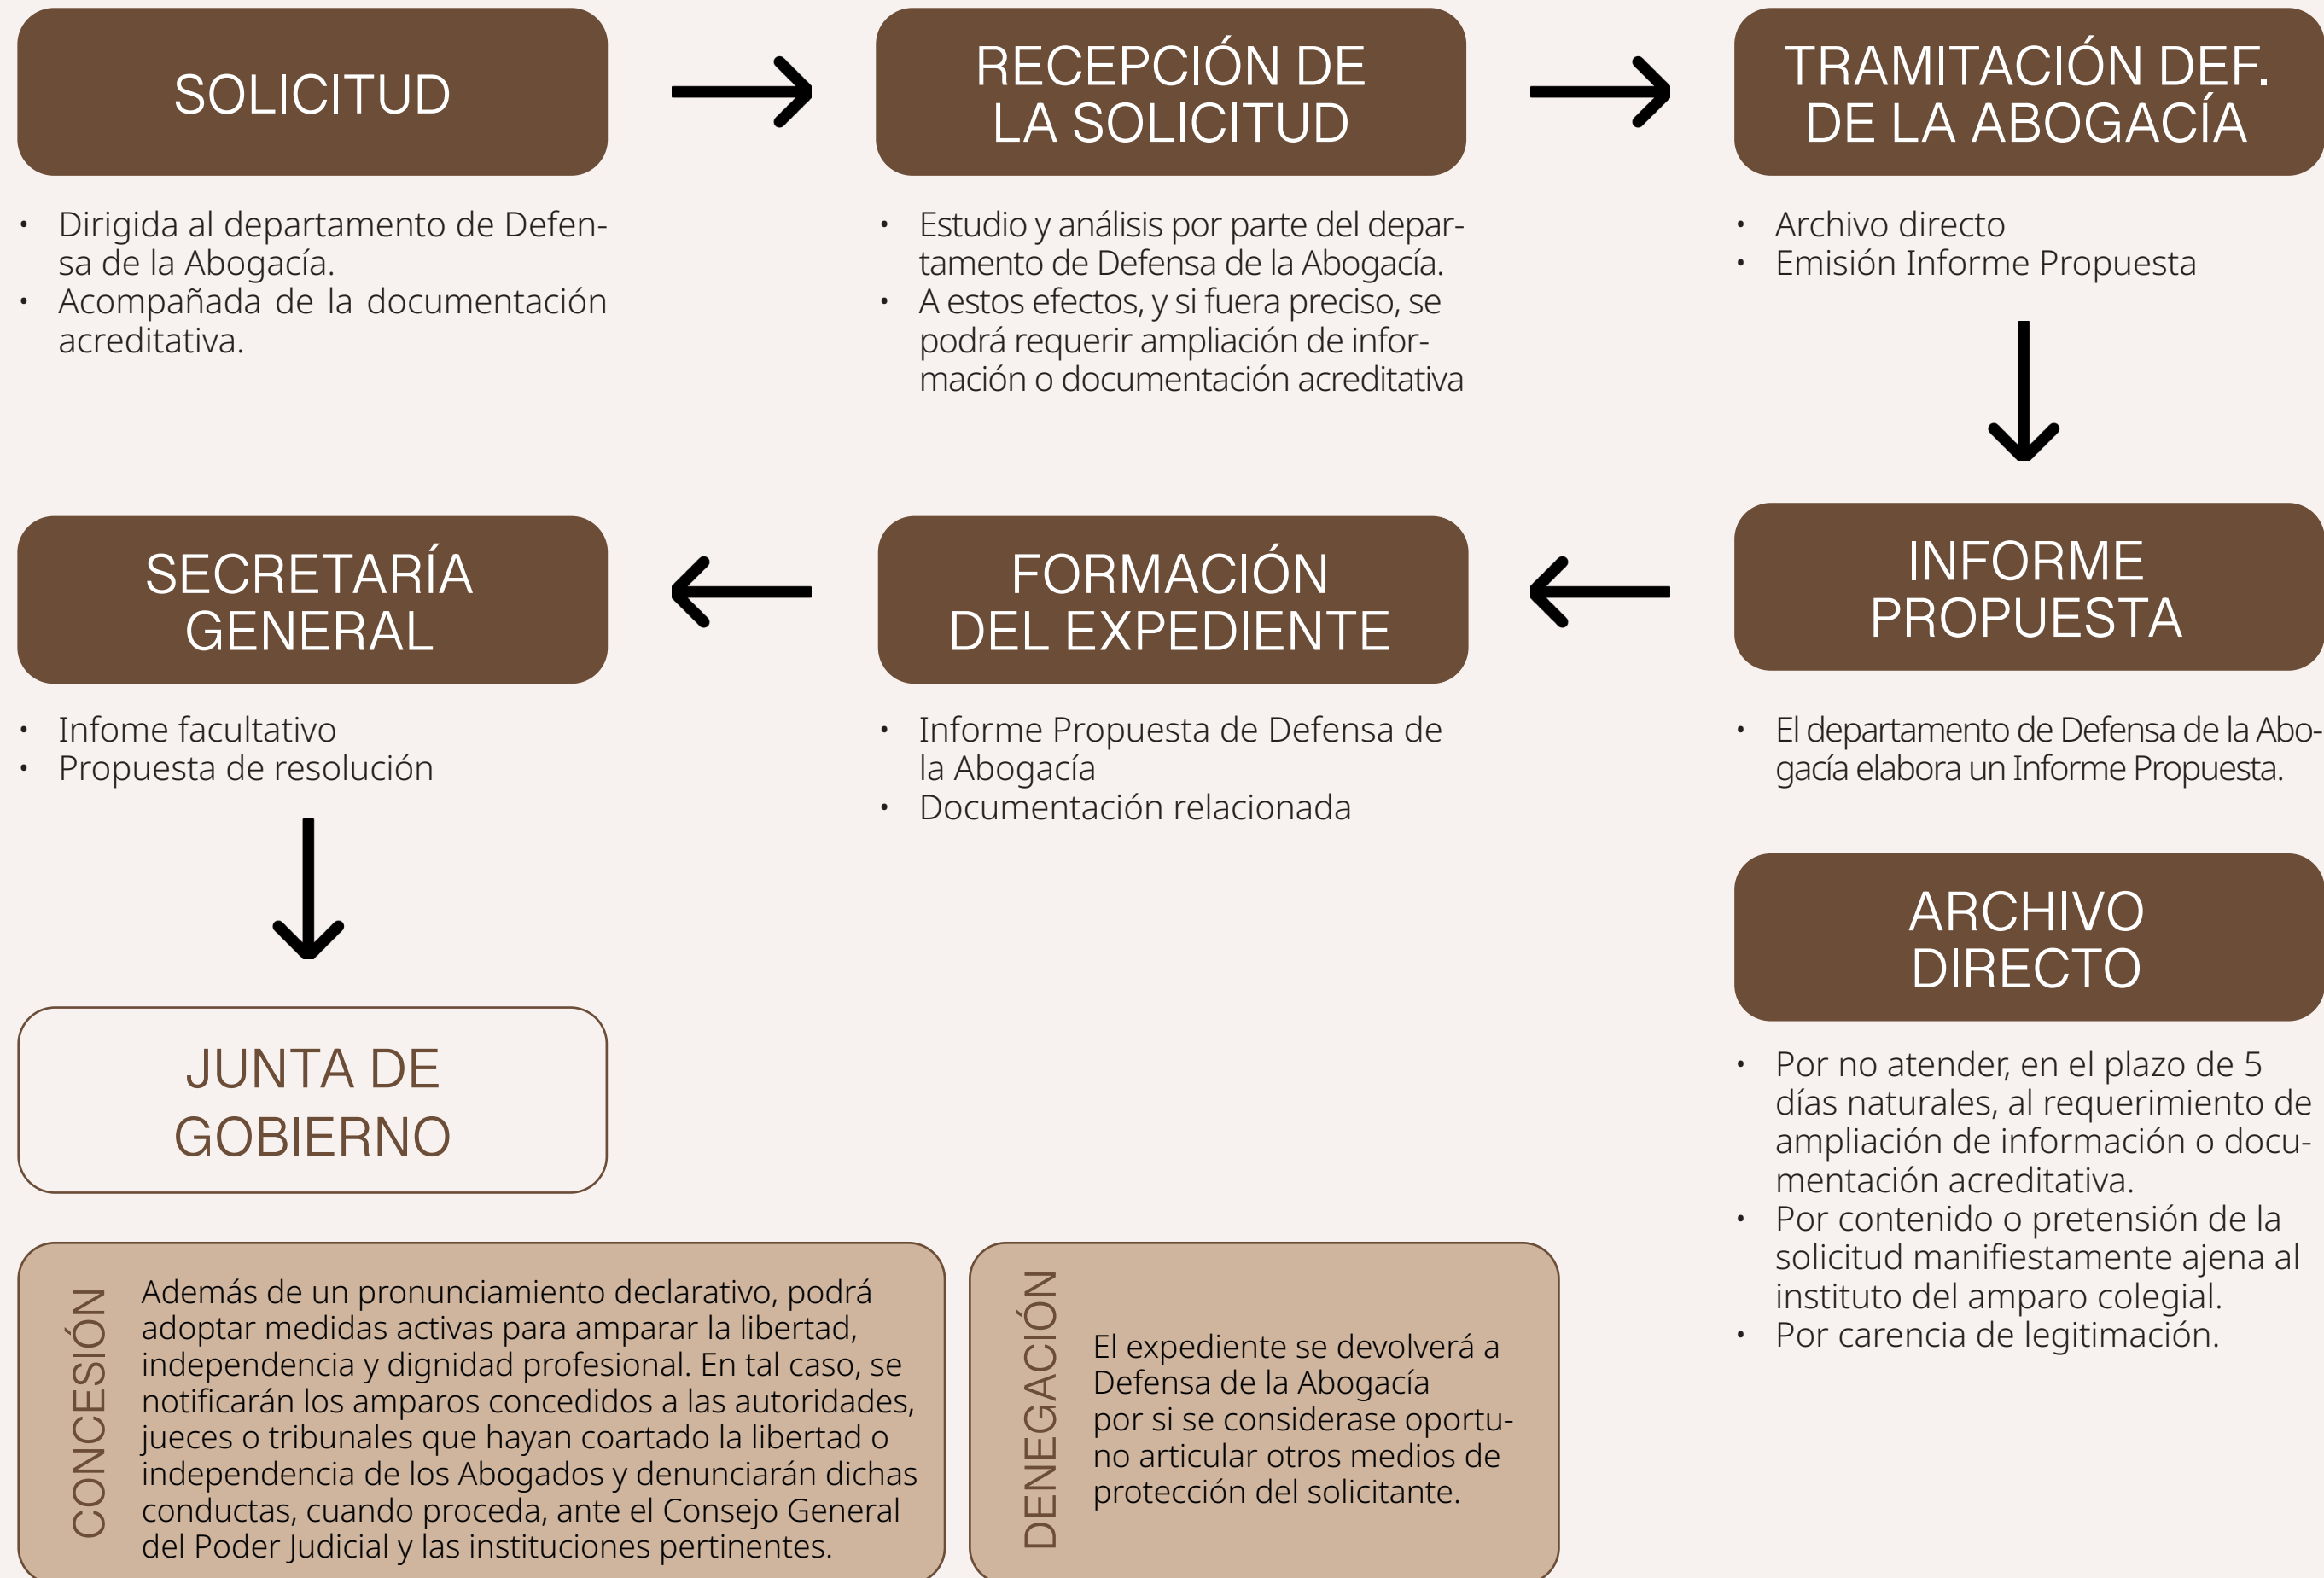 SOLICITUD
• Dirigida al departamento de Defen-
sa de la Abogacía.
• Acompañada de la documentación
acreditativa.
RECEPCIÓN DE
LA SOLICITUD
• Estudio y análisis por parte del depar-
tamento de Defensa de la Abogacía.
• A estos efectos, y si fuera preciso, se
podrá requerir ampliación de infor-
mación o documentación acreditativa
TRAMITACIÓN DEF.
DE LA ABOGACÍA
• Archivo directo
• Emisión Informe Propuesta
INFORME
PROPUESTA
• El departamento de Defensa de la Abo-
gacía elabora un Informe Propuesta.
ARCHIVO
DIRECTO
• Por no atender, en el plazo de 5
días naturales, al requerimiento de
ampliación de información o docu-
mentación acreditativa.
• Por contenido o pretensión de la
solicitud manifiestamente ajena al
instituto del amparo colegial.
• Por carencia de legitimación.
FORMACIÓN
DEL EXPEDIENTE
• Informe Propuesta de Defensa de
la Abogacía
• Documentación relacionada
SECRETARÍA
GENERAL
• Infome facultativo
• Propuesta de resolución
JUNTA DE
GOBIERNO
CONCESIÓN
Además de un pronunciamiento declarativo, podrá
adoptar medidas activas para amparar la libertad,
independencia y dignidad profesional. En tal caso, se
notificarán los amparos concedidos a las autoridades,
jueces o tribunales que hayan coartado la libertad o
independencia de los Abogados y denunciarán dichas
conductas, cuando proceda, ante el Consejo General
del Poder Judicial y las instituciones pertinentes.
DENEGACIÓN
El expediente se devolverá a
Defensa de la Abogacía
por si se considerase oportu-
no articular otros medios de
protección del solicitante.